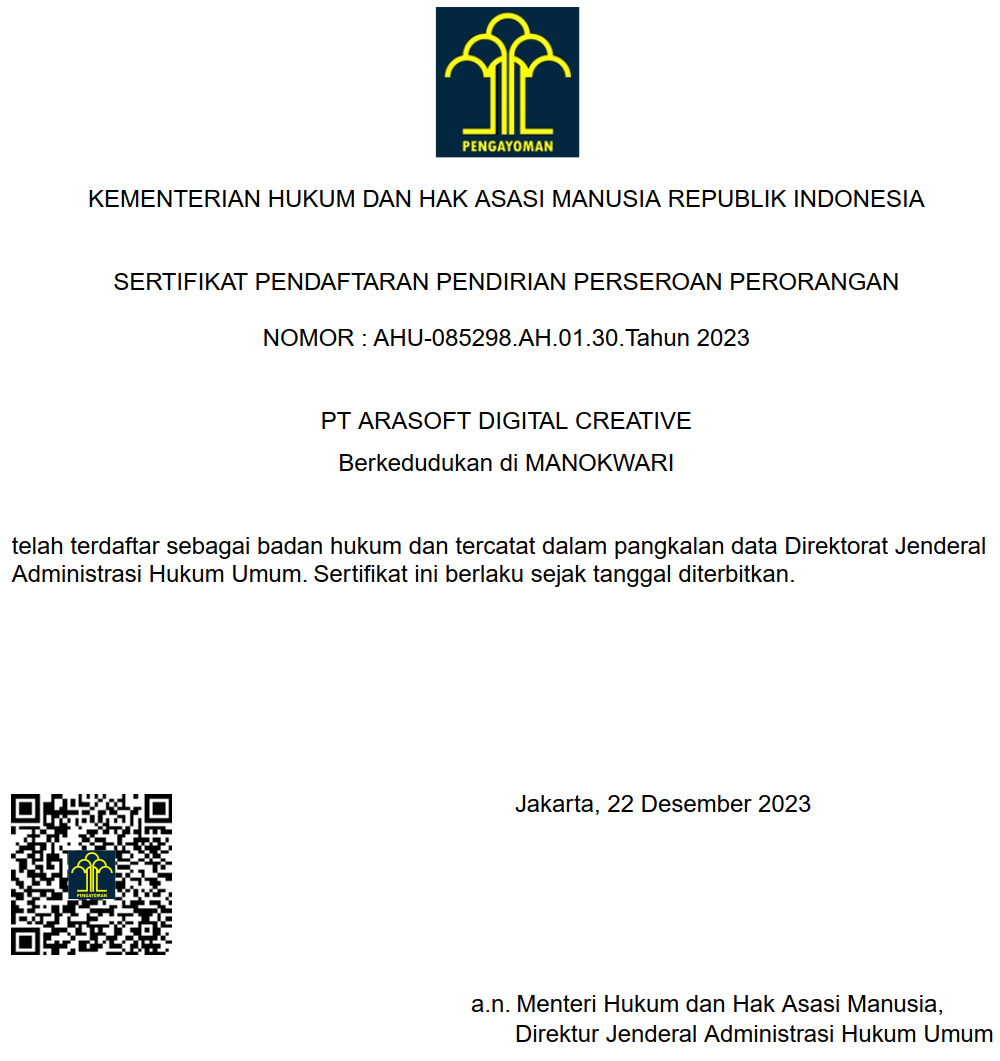 PENGAYOMAN
KEMENTERIAN HUKUM DAN HAK ASASI MANUSIA REPUBLIK INDONESIA
SERTIFIKAT PENDAFTARAN PENDIRIAN PERSEROAN PERORANGAN
NOMOR : AHU-085298.AH.01.30.Tahun 2023
PT ARASOFT DIGITAL CREATIVE
Berkedudukan di MANOKWARI
telah terdaftar sebagai badan hukum dan tercatat dalam pangkalan data Direktorat Jenderal
Administrasi Hukum Umum. Sertifikat ini berlaku sejak tanggal diterbitkan.
Jakarta, 22 Desember 2023
PENGAYOMAN
a.n. Menteri Hukum dan Hak Asasi Manusia,
Direktur Jenderal Administrasi Hukum Umum